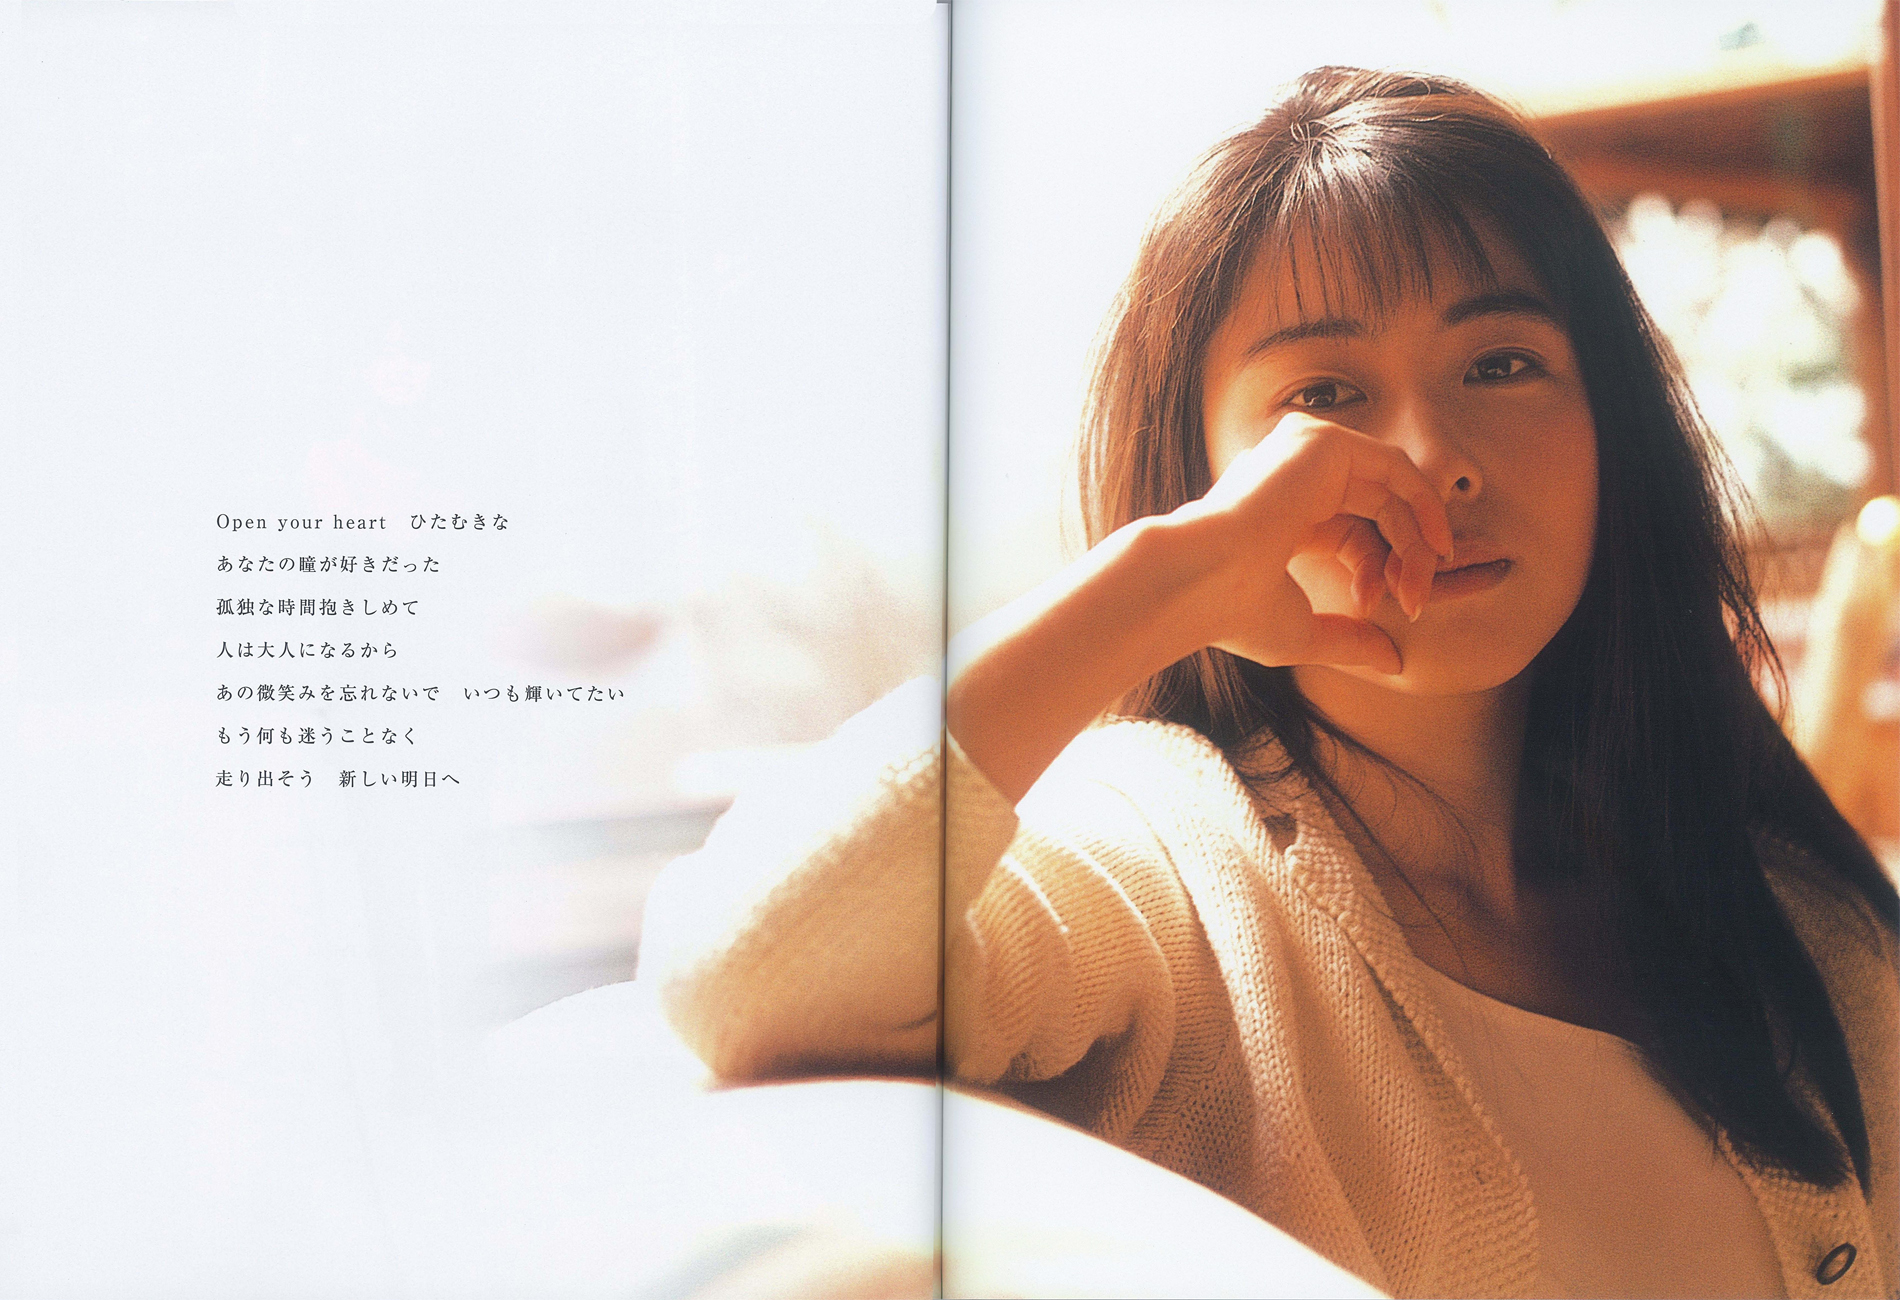 Open your heart　ひたむきな
あなたの瞳が好きだった
孤独な時間抱きしめて
人は大人になるから
あの微笑みを忘れないで　いつも輝いてたい
もう何も迷うことなく
走り出そう　新しい明日へ